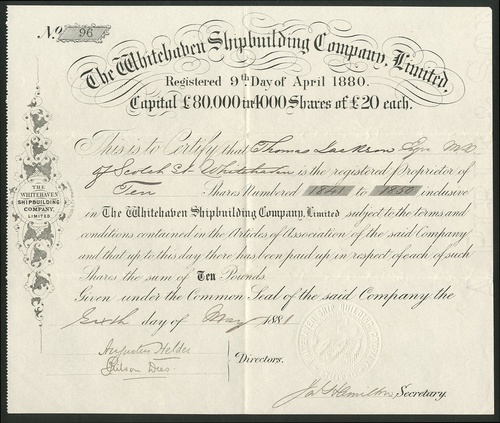 No. 96
The Whitehaven Shipbuilding Company, Limited.
Registered 9th Day of April 1880.
Capital £80,000 in 4000 Shares of £20 each.
This is to Certify that Thomas Jackson Esqr
of Scotch St Whitehaven is the registered Proprietor of
Ten Shares Numbered 1841 to 1850 inclusive
in The Whitehaven Shipbuilding Company, Limited subject to the terms and
conditions contained in the Articles of Association of the said Company
and that up to this day there has been paid up in respect of each of such
Shares the sum of Ten Pounds.
Given under the Common Seal of the said Company the
Sixth day of May 1881
Augustus Helder
Directors.
Hamilton, Secretary.
THE
WHITEHAVEN
SHIPBUILDING
COMPANY,
LIMITED